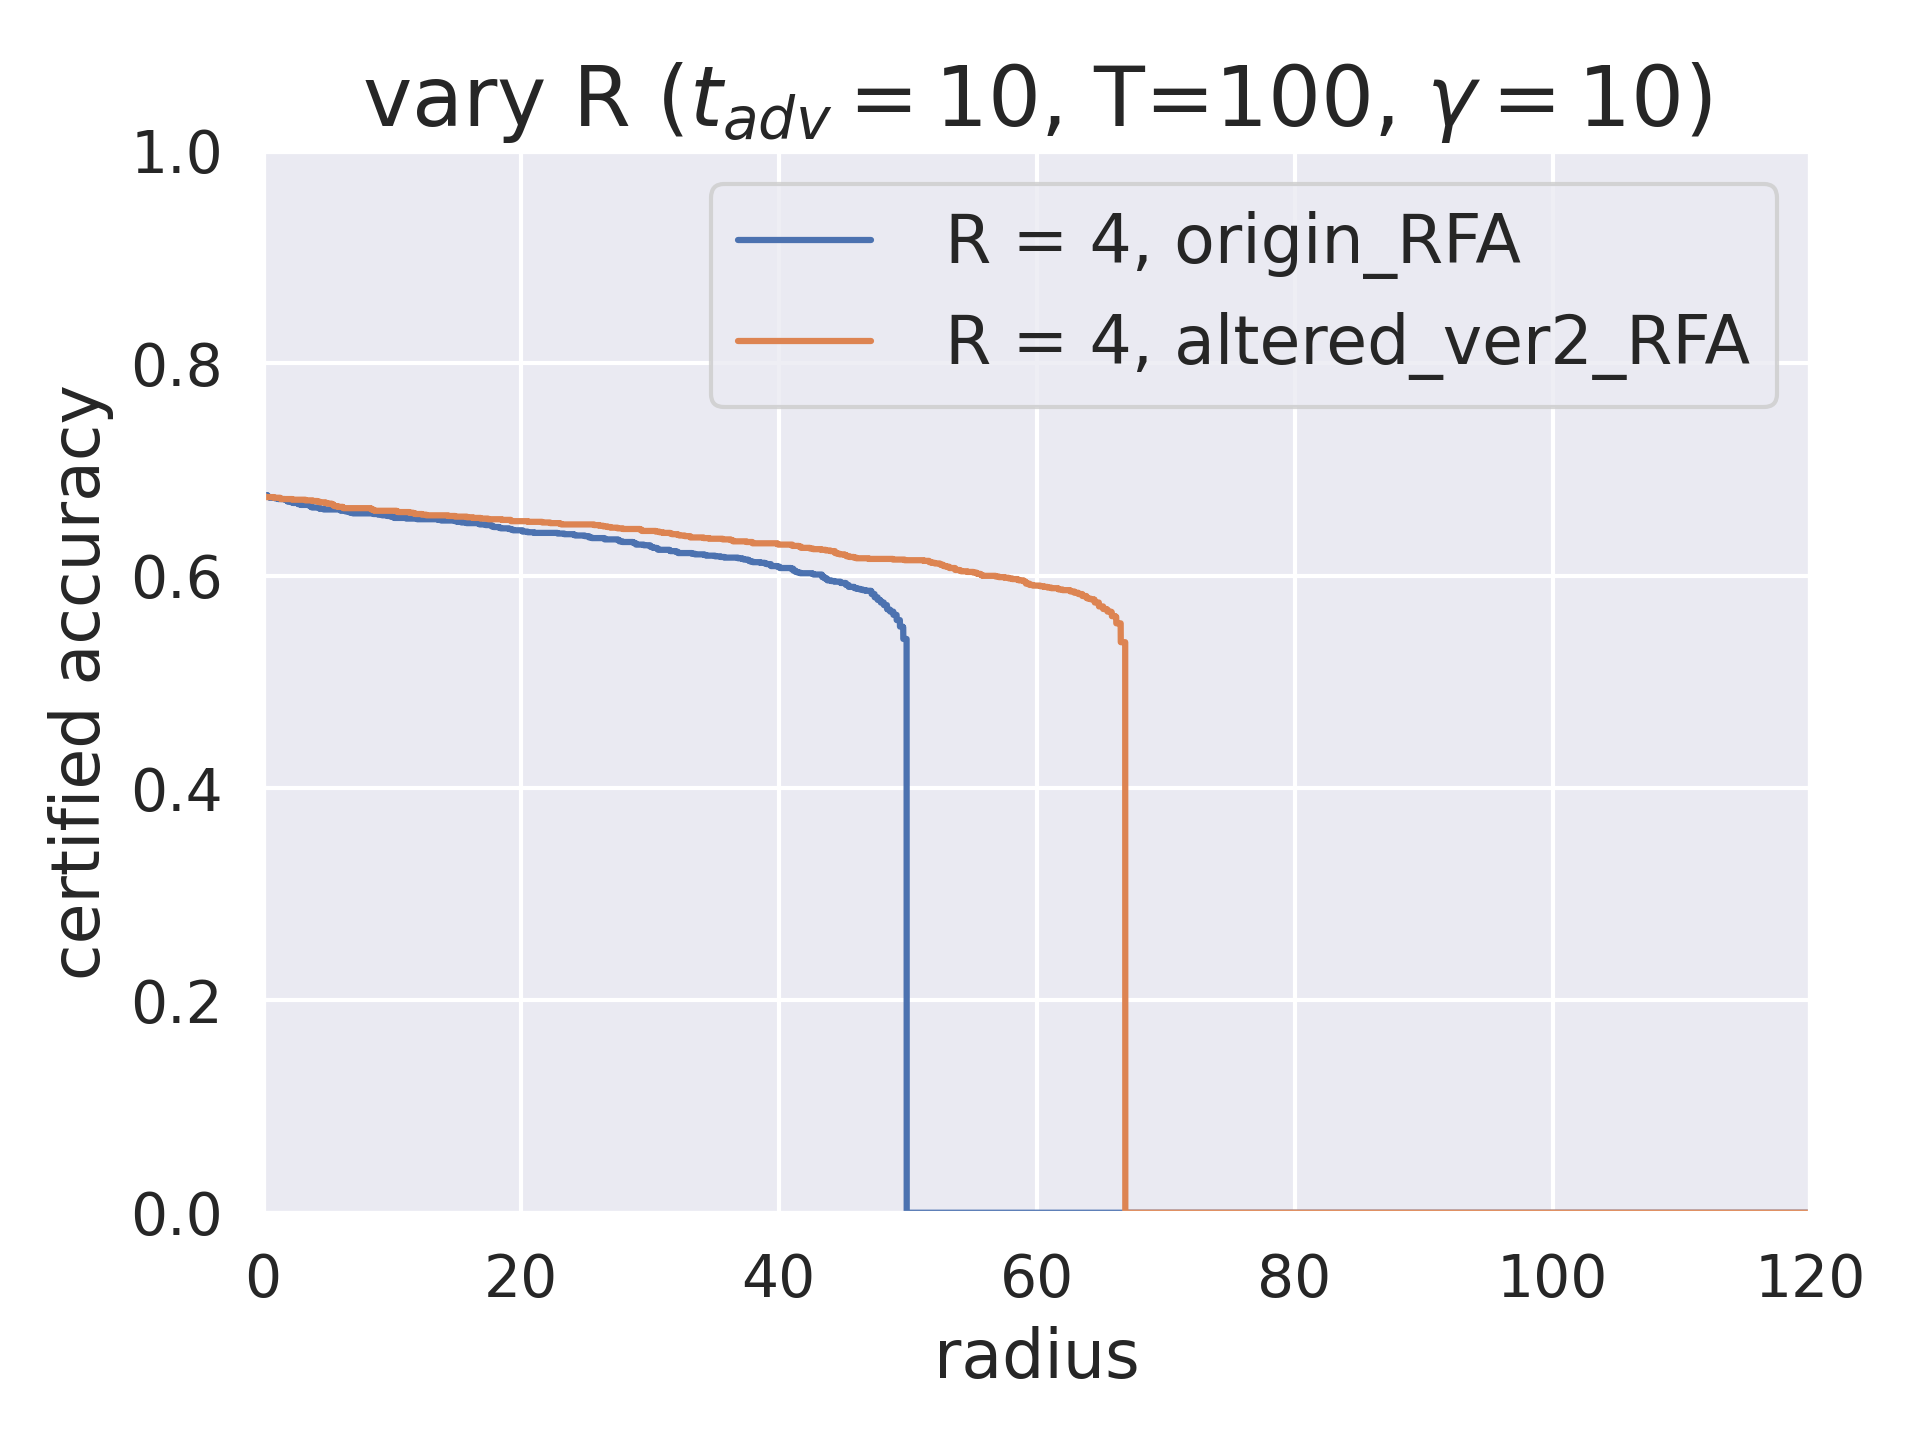 vary R (t_adv = 10, T=100, γ = 10)
R = 4, origin_RFA
R = 4, altered_ver2_RFA
certified accuracy
1.0
0.8
0.6
0.4
0.2
0.0
0 20 40 60 80 100 120
radius